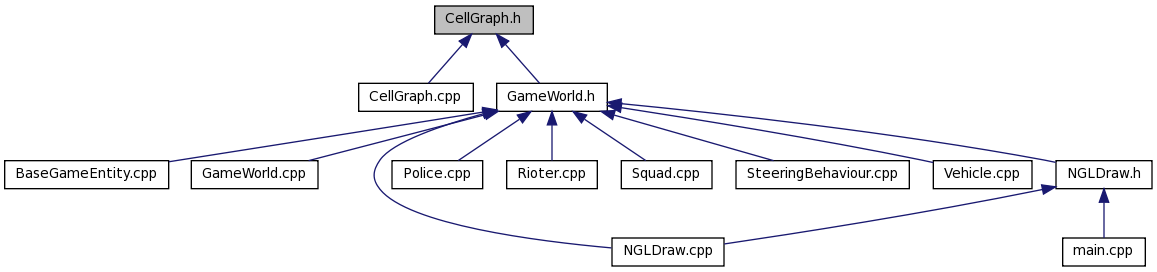 CellGraph.h
CellGraph.cpp
GameWorld.h
BaseGameEntity.cpp
GameWorld.cpp
Police.cpp
Rioter.cpp
Squad.cpp
SteeringBehaviour.cpp
Vehicle.cpp
NGLDraw.h
NGLDraw.cpp
main.cpp